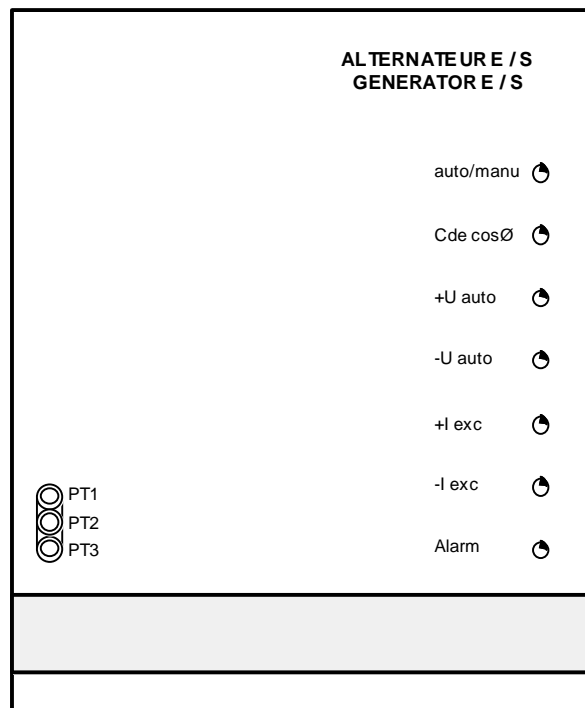 ALTERNATEUR E / S
GENERATOR E / S
auto/manu
Cde cosØ
+U auto
-U auto
+I exc
-I exc
Alarm
PT1
PT2
PT3